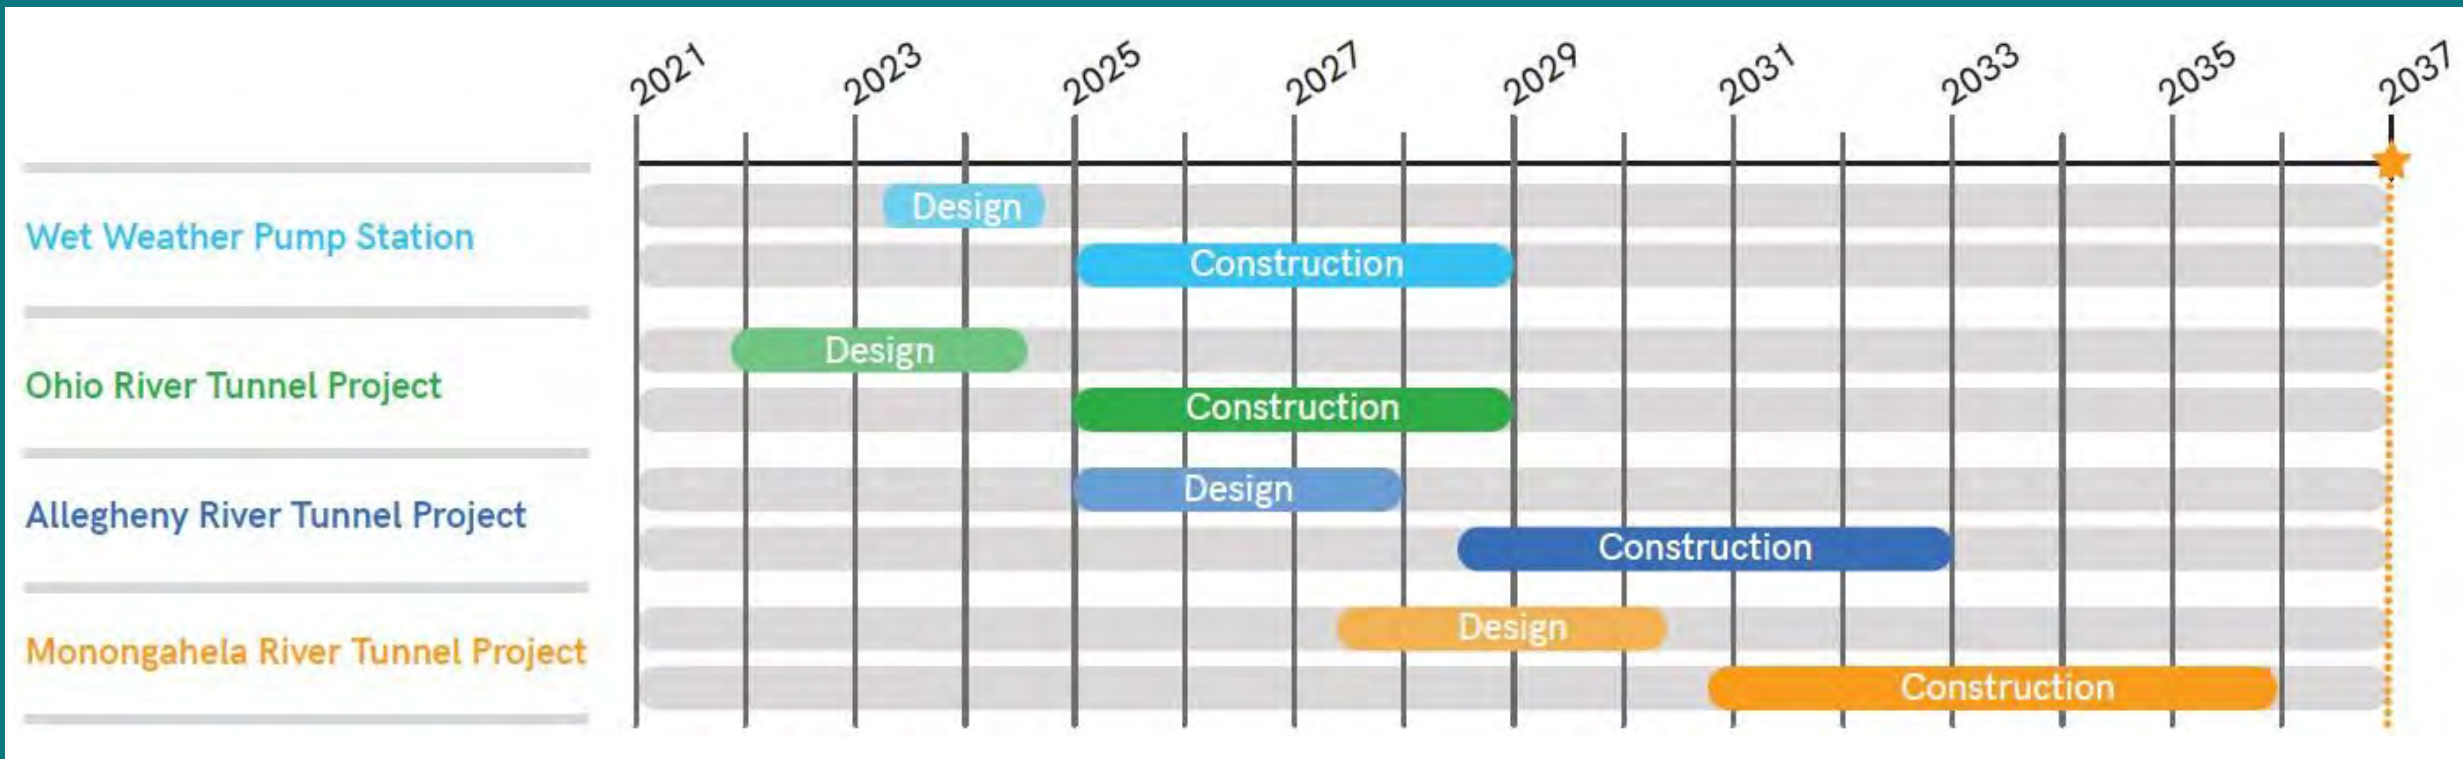 2021 2023 2025 2027 2029 2031 2033 2035 2037
Design
Wet Weather Pump Station
Construction
Design
Ohio River Tunnel Project
Construction
Design
Allegheny River Tunnel Project
Construction
Design
Monongahela River Tunnel Project
Construction